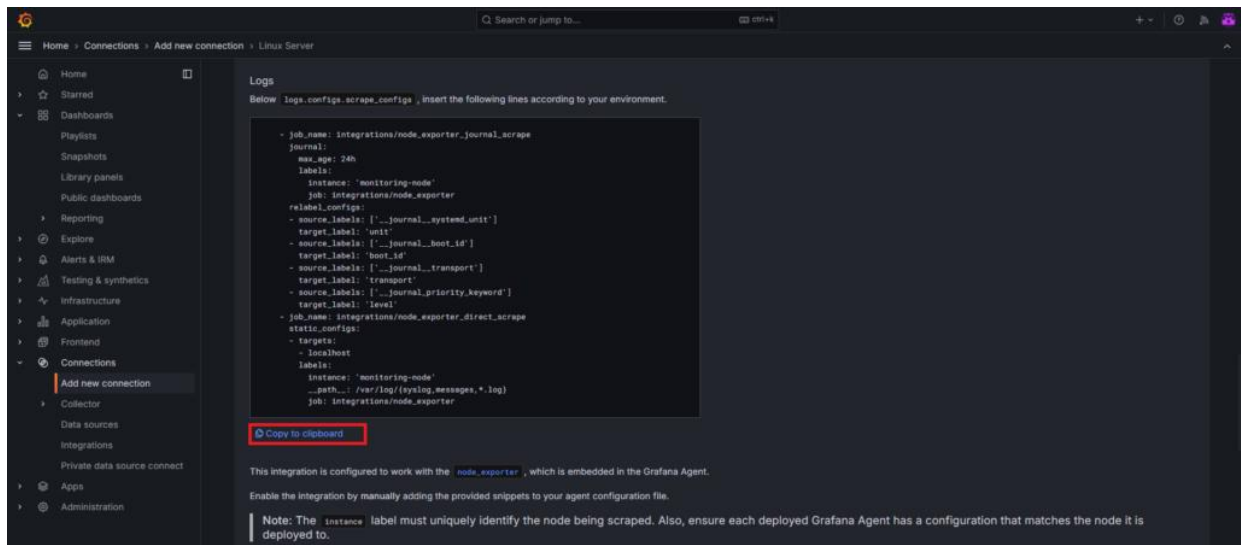 Search or jump to...
ctrl+k
Home › Connections › Add new connection › Linux Server
Home
Starred
Dashboards
Playlists
Snapshots
Library panels
Public dashboards
Reporting
Explore
Alerts & IRM
Testing & synthetics
Infrastructure
Application
Frontend
Connections
Add new connection
Collector
Data sources
Integrations
Private data source connect
Apps
Administration
Logs
Below logs.configs.scrape_configs , insert the following lines according to your environment.
- job_name: integrations/node_exporter_journal_scrape
journal:
max_age: 24h
labels:
instance: 'monitoring-node'
job: integrations/node_exporter
relabel_configs:
- source_labels: ['__journal__systemd_unit']
target_label: 'unit'
- source_labels: ['__journal__boot_id']
target_label: 'boot_id'
- source_labels: ['__journal__transport']
target_label: 'transport'
- source_labels: ['__journal_priority_keyword']
target_label: 'level'
- job_name: integrations/node_exporter_direct_scrape
static_configs:
- targets:
- localhost
labels:
instance: 'monitoring-node'
__path__: /var/log/{syslog,messages,*.log}
job: integrations/node_exporter
Copy to clipboard
This integration is configured to work with the node_exporter , which is embedded in the Grafana Agent.
Enable the integration by manually adding the provided snippets to your agent configuration file.
Note: The instance label must uniquely identify the node being scraped. Also, ensure each deployed Grafana Agent has a configuration that matches the node it is
deployed to.